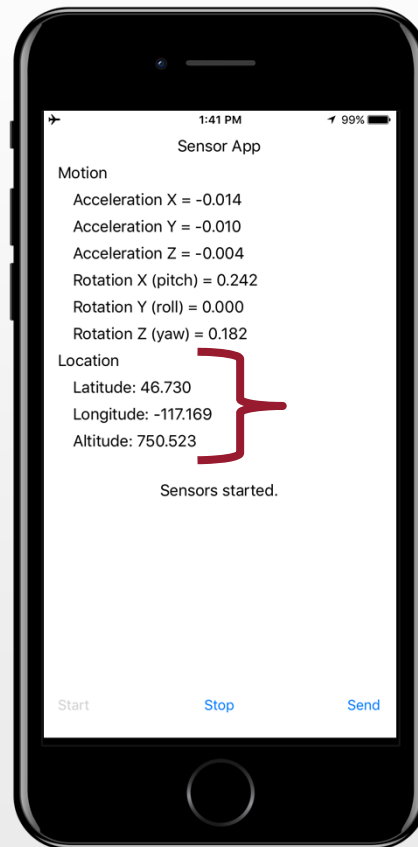 1:41 PM 99%
Sensor App
Motion
Acceleration X = -0.014
Acceleration Y = -0.010
Acceleration Z = -0.004
Rotation X (pitch) = 0.242
Rotation Y (roll) = 0.000
Rotation Z (yaw) = 0.182
Location
Latitude: 46.730
Longitude: -117.169
Altitude: 750.523
Sensors started.
Start Stop Send